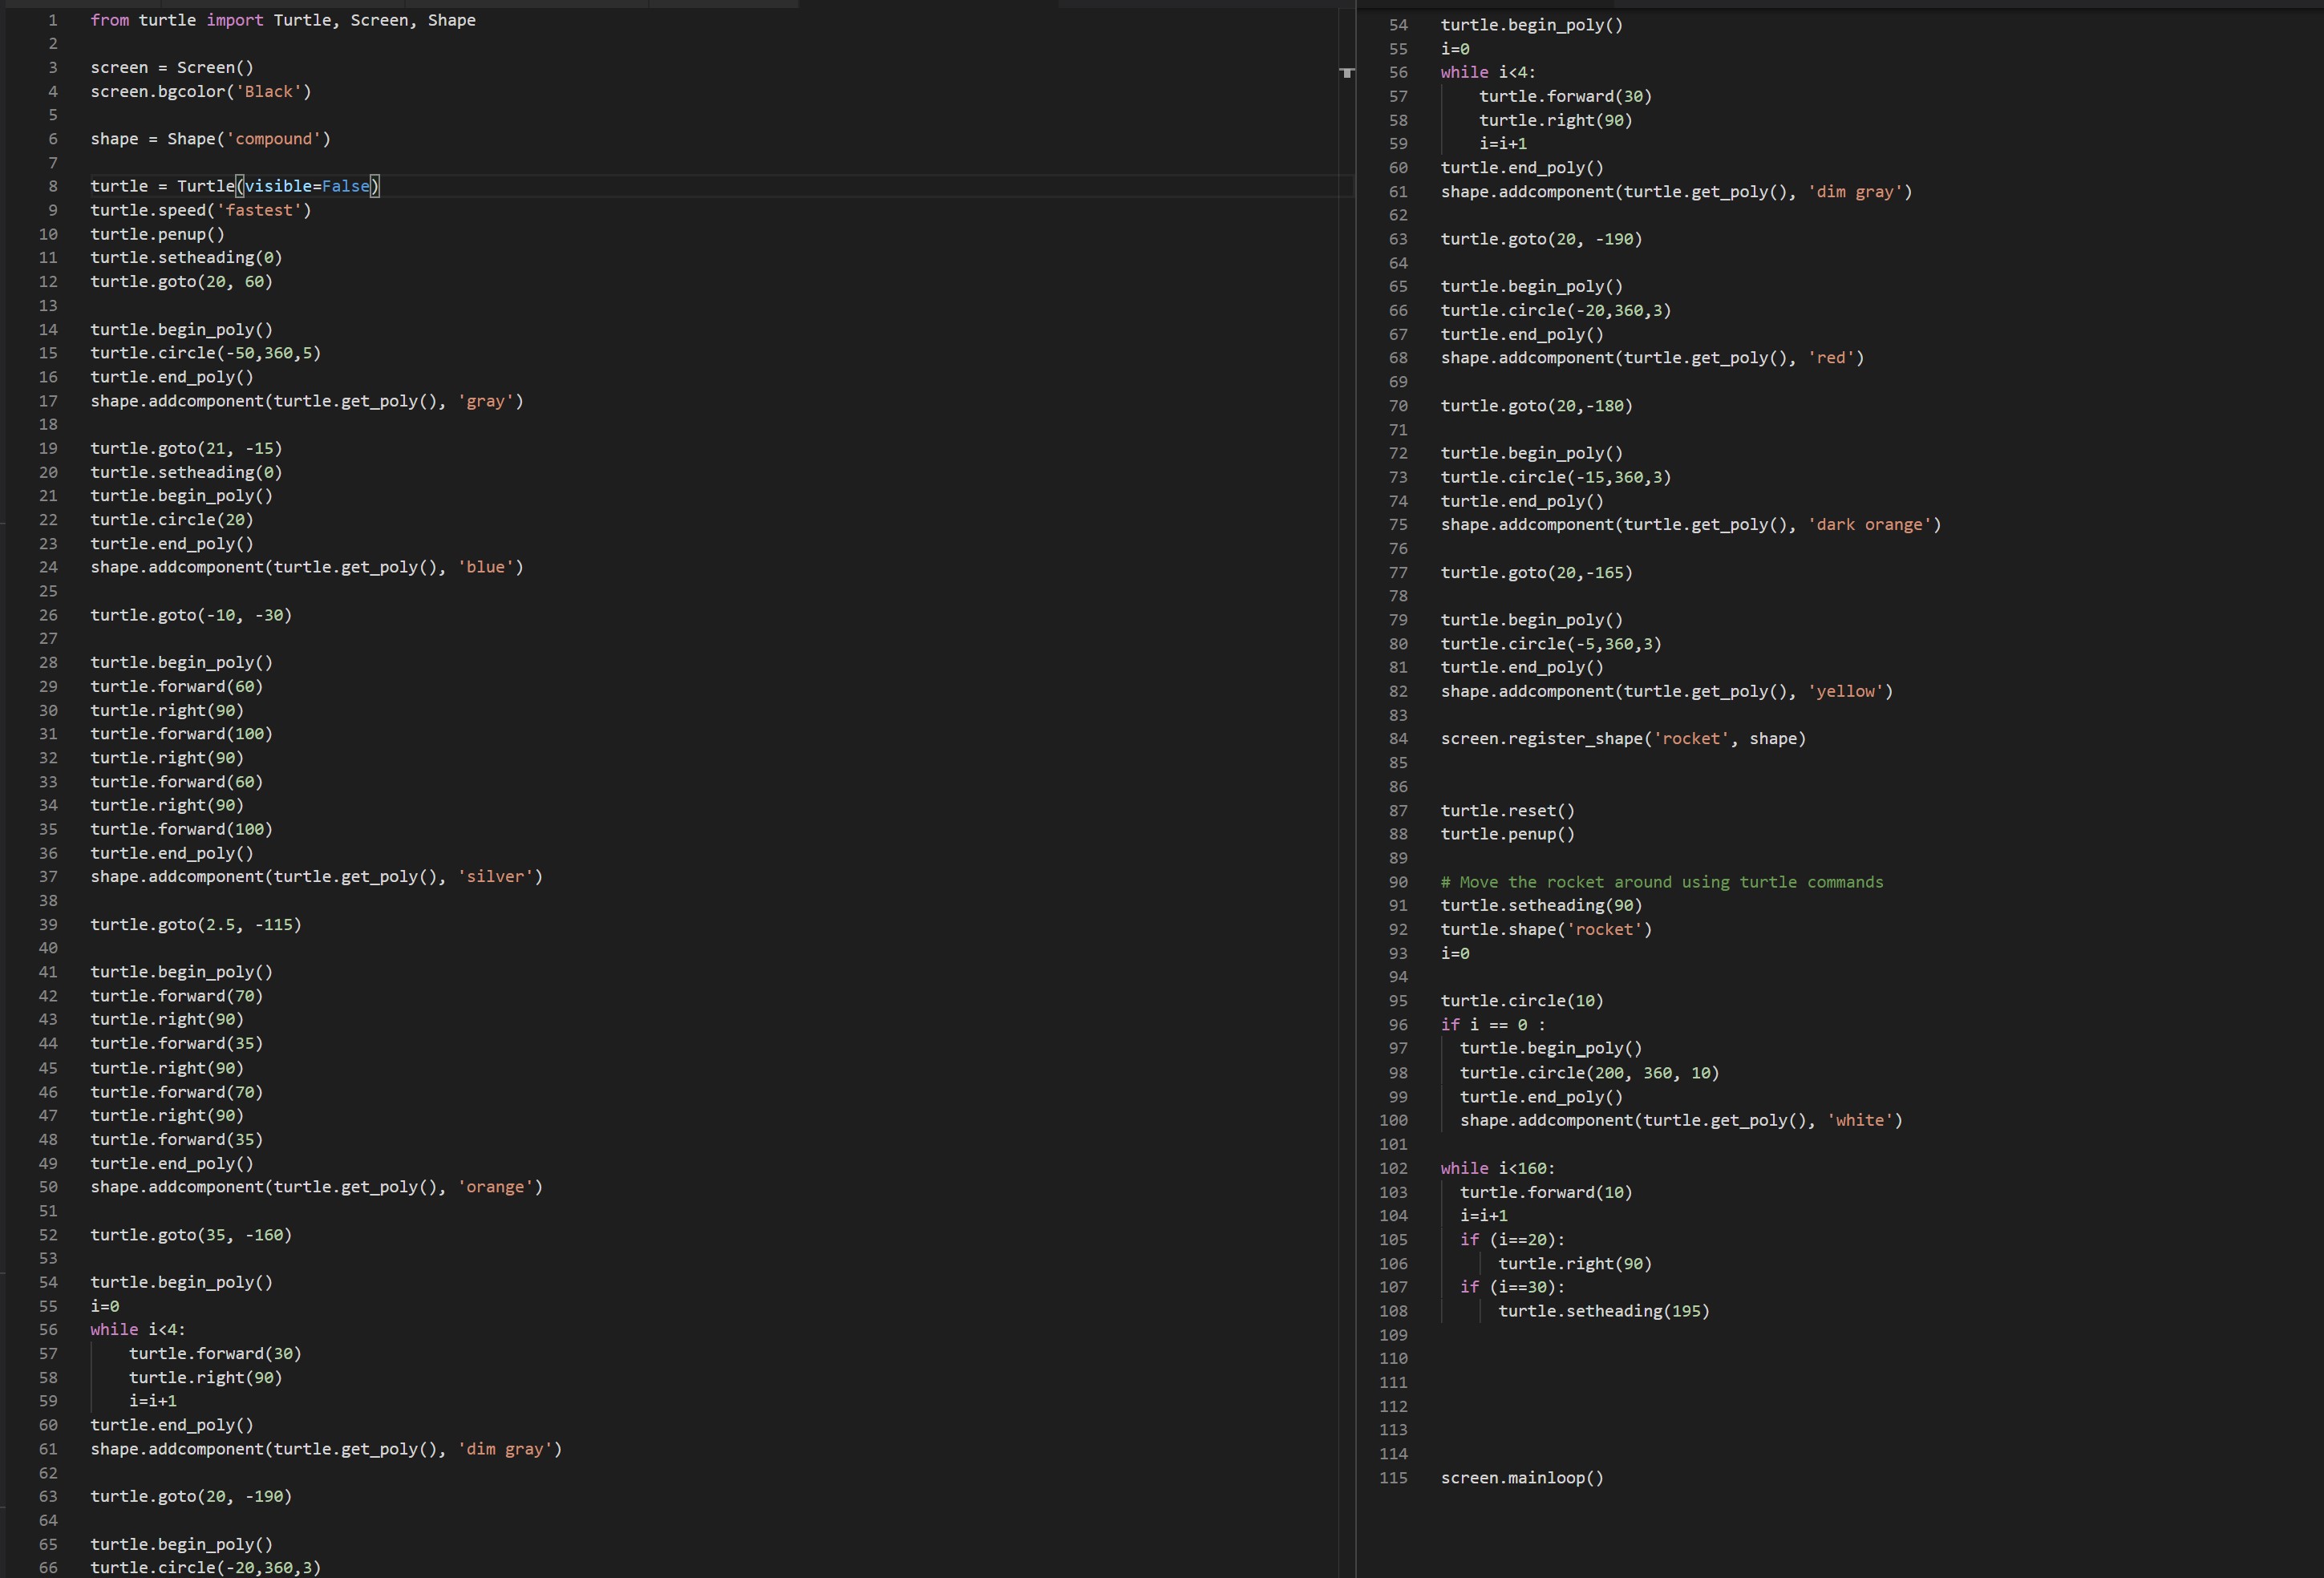 1 from turtle import Turtle, Screen, Shape
2
3 screen = Screen()
4 screen.bgcolor('Black')
5
6 shape = Shape('compound')
7
8 turtle = Turtle(visible=False)
9 turtle.speed('fastest')
10 turtle.penup()
11 turtle.setheading(0)
12 turtle.goto(20, 60)
13
14 turtle.begin_poly()
15 turtle.circle(-50,360,5)
16 turtle.end_poly()
17 shape.addcomponent(turtle.get_poly(), 'gray')
18
19 turtle.goto(21, -15)
20 turtle.setheading(0)
21 turtle.begin_poly()
22 turtle.circle(20)
23 turtle.end_poly()
24 shape.addcomponent(turtle.get_poly(), 'blue')
25
26 turtle.goto(-10, -30)
27
28 turtle.begin_poly()
29 turtle.forward(60)
30 turtle.right(90)
31 turtle.forward(100)
32 turtle.right(90)
33 turtle.forward(60)
34 turtle.right(90)
35 turtle.forward(100)
36 turtle.end_poly()
37 shape.addcomponent(turtle.get_poly(), 'silver')
38
39 turtle.goto(2.5, -115)
40
41 turtle.begin_poly()
42 turtle.forward(70)
43 turtle.right(90)
44 turtle.forward(35)
45 turtle.right(90)
46 turtle.forward(70)
47 turtle.right(90)
48 turtle.forward(35)
49 turtle.end_poly()
50 shape.addcomponent(turtle.get_poly(), 'orange')
51
52 turtle.goto(35, -160)
53
54 turtle.begin_poly()
55 i=0
56 while i<4:
57 turtle.forward(30)
58 turtle.right(90)
59 i=i+1
60 turtle.end_poly()
61 shape.addcomponent(turtle.get_poly(), 'dim gray')
62
63 turtle.goto(20, -190)
64
65 turtle.begin_poly()
66 turtle.circle(-20,360,3)
54 turtle.begin_poly()
55 i=0
56 while i<4:
57 turtle.forward(30)
58 turtle.right(90)
59 i=i+1
60 turtle.end_poly()
61 shape.addcomponent(turtle.get_poly(), 'dim gray')
62
63 turtle.goto(20, -190)
64
65 turtle.begin_poly()
66 turtle.circle(-20,360,3)
67 turtle.end_poly()
68 shape.addcomponent(turtle.get_poly(), 'red')
69
70 turtle.goto(20,-180)
71
72 turtle.begin_poly()
73 turtle.circle(-15,360,3)
74 turtle.end_poly()
75 shape.addcomponent(turtle.get_poly(), 'dark orange')
76
77 turtle.goto(20,-165)
78
79 turtle.begin_poly()
80 turtle.circle(-5,360,3)
81 turtle.end_poly()
82 shape.addcomponent(turtle.get_poly(), 'yellow')
83
84 screen.register_shape('rocket', shape)
85
86
87 turtle.reset()
88 turtle.penup()
89
90 # Move the rocket around using turtle commands
91 turtle.setheading(90)
92 turtle.shape('rocket')
93 i=0
94
95 turtle.circle(10)
96 if i == 0 :
97 turtle.begin_poly()
98 turtle.circle(200, 360, 10)
99 turtle.end_poly()
100 shape.addcomponent(turtle.get_poly(), 'white')
101
102 while i<160:
103 turtle.forward(10)
104 i=i+1
105 if (i==20):
106 turtle.right(90)
107 if (i==30):
108 turtle.setheading(195)
109
110
111
112
113
114
115 screen.mainloop()